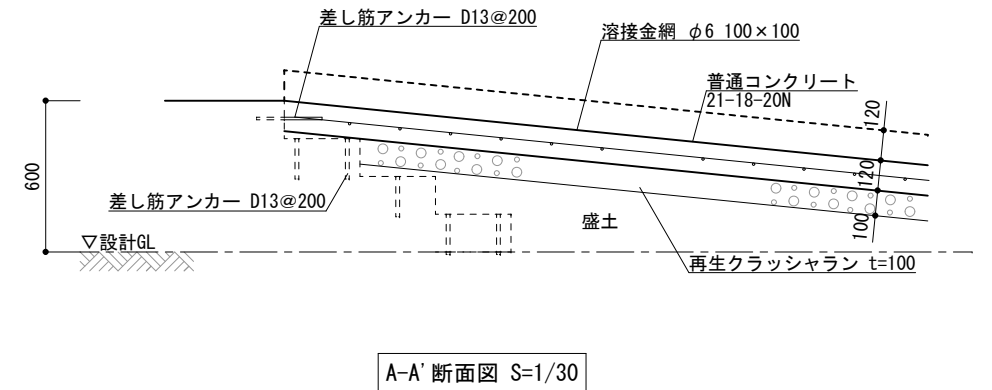 差し筋アンカー D13@200
溶接金網 φ6 100×100
普通コンクリート
21-18-20N
120
600
120
差し筋アンカー D13@200
盛土
100
▽設計GL
再生クラッシャラン t=100
A-A'断面図 S=1/30